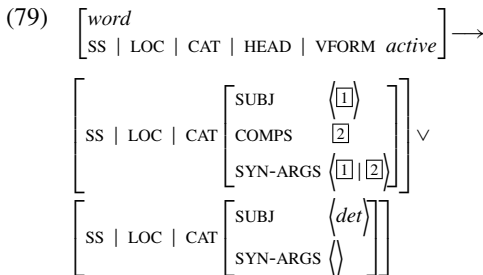 (79)
word
SS | LOC | CAT | HEAD | VFORM active ⟶
SS | LOC | CAT
SUBJ ⟨1⟩
COMPS 2
SYN-ARGS ⟨1 | 2⟩
∨
SS | LOC | CAT
SUBJ ⟨det⟩
SYN-ARGS ⟨⟩